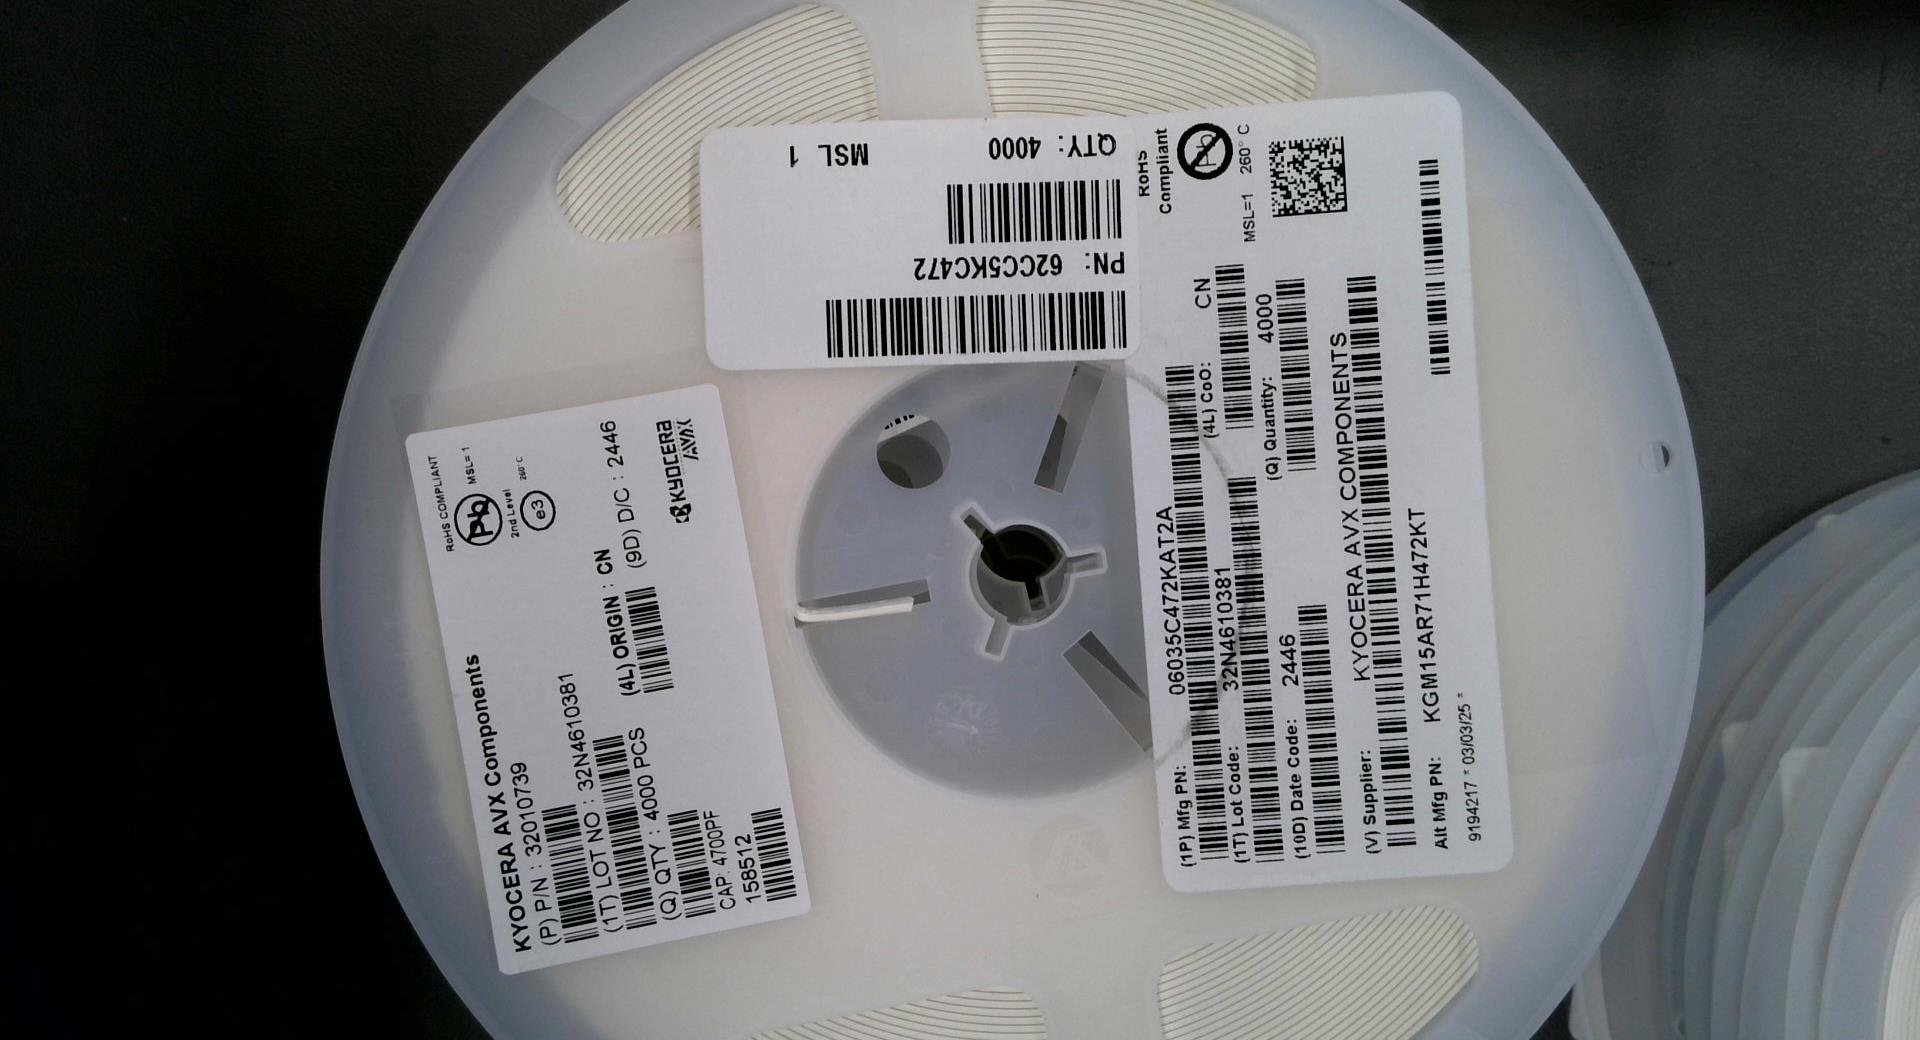 QTY: 4000 MSL 1
PN: 62CC5KC472
KYOCERA AVX Components
(P) P/N : 32010739
(1T) LOT NO : 32N4610381
(Q) QTY : 4000 PCS
CAP: 4700PF
158512
(4L) ORIGIN : CN
(9D) D/C : 2446
RoHS COMPLIANT
Pb
MSL= 1
2nd Level
260°C
e3
KYOCERA
AVX
(1P) Mfg PN: 06035C472KAT2A
(1T) Lot Code: 32N4610381
(4L) CoO: CN
(10D) Date Code: 2446
(Q) Quantity: 4000
(V) Supplier: KYOCERA AVX COMPONENTS
Alt Mfg PN: KGM15AR71H472KT
9194217 * 03/03/25 *
RoHS
Compliant
Pb
MSL=1 260° C